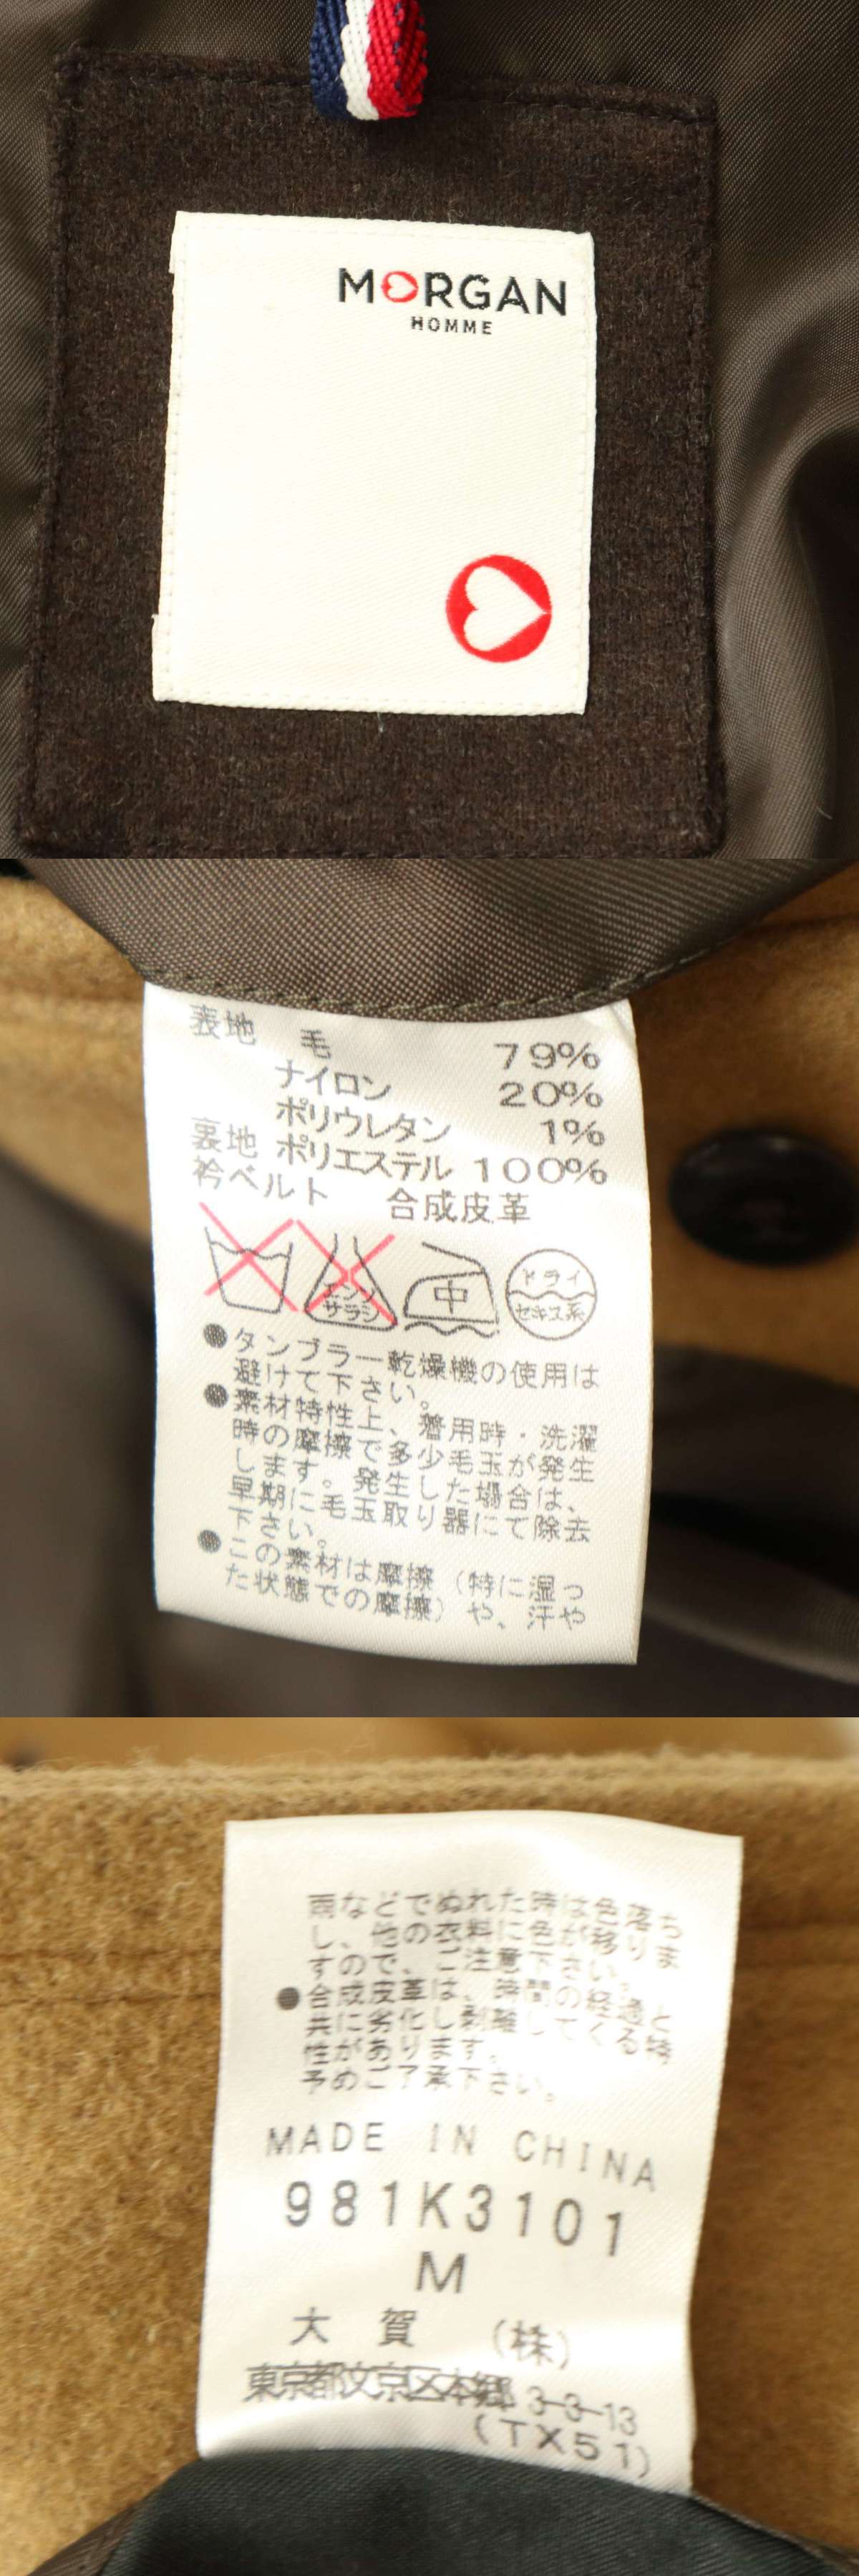 MORGAN
HOMME
表地 毛 79%
ナイロン 20%
ポリウレタン 1%
裏地 ポリエステル 100%
衿ベルト 合成皮革
エンソ
サラシ
中
ドライ
セキユ系
●タンブラー乾燥機の使用は
避けて下さい。
●素材特性上、着用時・洗濯
時の摩擦で多少毛玉が発生
します。発生した場合は、
早期に毛玉取り器にて除去
下さい。
●この素材は摩擦(特に湿っ
た状態での摩擦)や、汗や
雨などでぬれた時は色落ち
し、他の衣料に色が移りま
すので、ご注意下さい。
●合成皮革は、時間の経過と
共に劣化し剥離してくる特
性があります。
予めご了承下さい。
MADE IN CHINA
981K3101
M
大賀 (株)
東京都文京区本郷 3-3-13
(TX51)